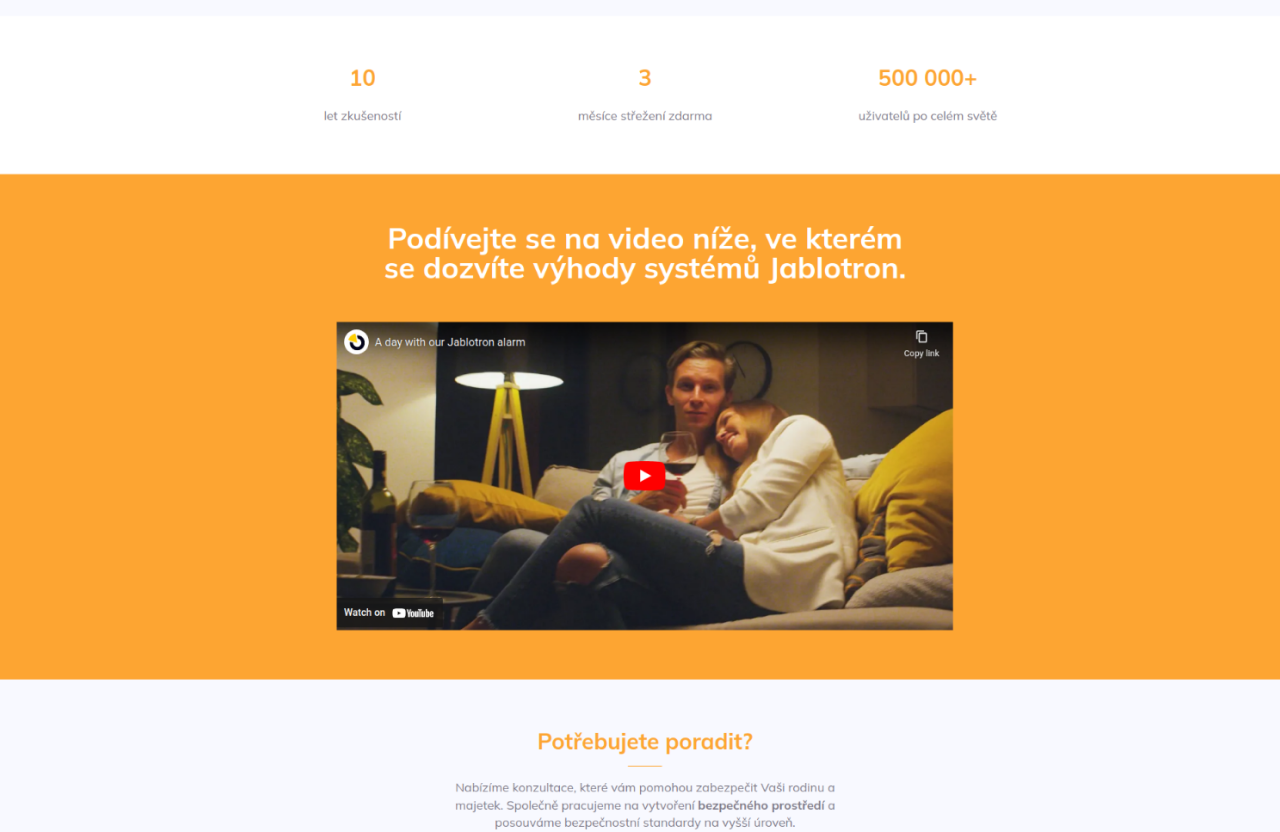 10
3
500 000+
let zkušeností
měsíce střežení zdarma
uživatelů po celém světě
Podívejte se na video níže, ve kterém
se dozvíte výhody systémů Jablotron.
A day with our Jablotron alarm
Copy link
Watch on YouTube
Potřebujete poradit?
Nabízíme konzultace, které vám pomohou zabezpečit Vaši rodinu a
majetek. Společně pracujeme na vytvoření bezpečného prostředí a
posouváme bezpečnostní standardy na vyšší úroveň.